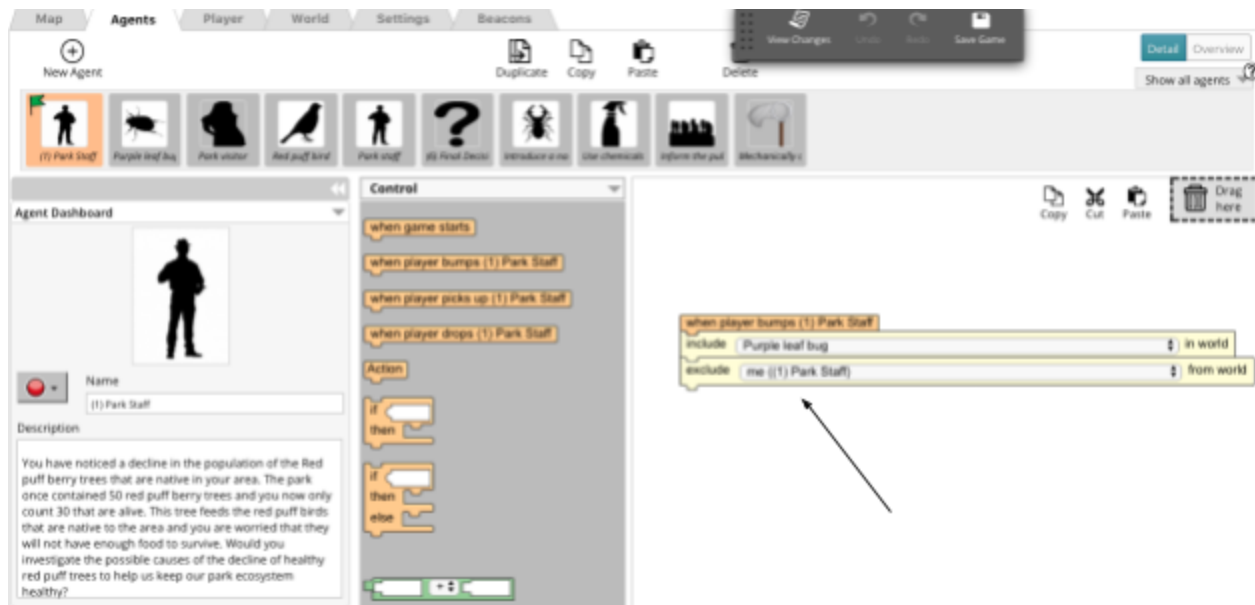 Map Agents Player World Settings Beacons
View Changes Undo Redo Save Game
New Agent Duplicate Copy Paste Delete
Detail Overview
Show all agents
(1) Park Staff Purple leaf bug Park visitor Red puff bird Park staff (6) Final Decisi Introduce a ne Use chemicals Inform the pub Mechanically c
Agent Dashboard
Name
(1) Park Staff
Description
You have noticed a decline in the population of the Red
puff berry trees that are native in your area. The park
once contained 50 red puff berry trees and you now only
count 30 that are alive. This tree feeds the red puff birds
that are native to the area and you are worried that they
will not have enough food to survive. Would you
investigate the possible causes of the decline of healthy
red puff trees to help us keep our park ecosystem
healthy?
Control
when game starts
when player bumps (1) Park Staff
when player picks up (1) Park Staff
when player drops (1) Park Staff
Action
if
then
if
then
else
+
Copy Cut Paste
Drag
here
when player bumps (1) Park Staff
include Purple leaf bug in world
exclude me ((1) Park Staff) from world